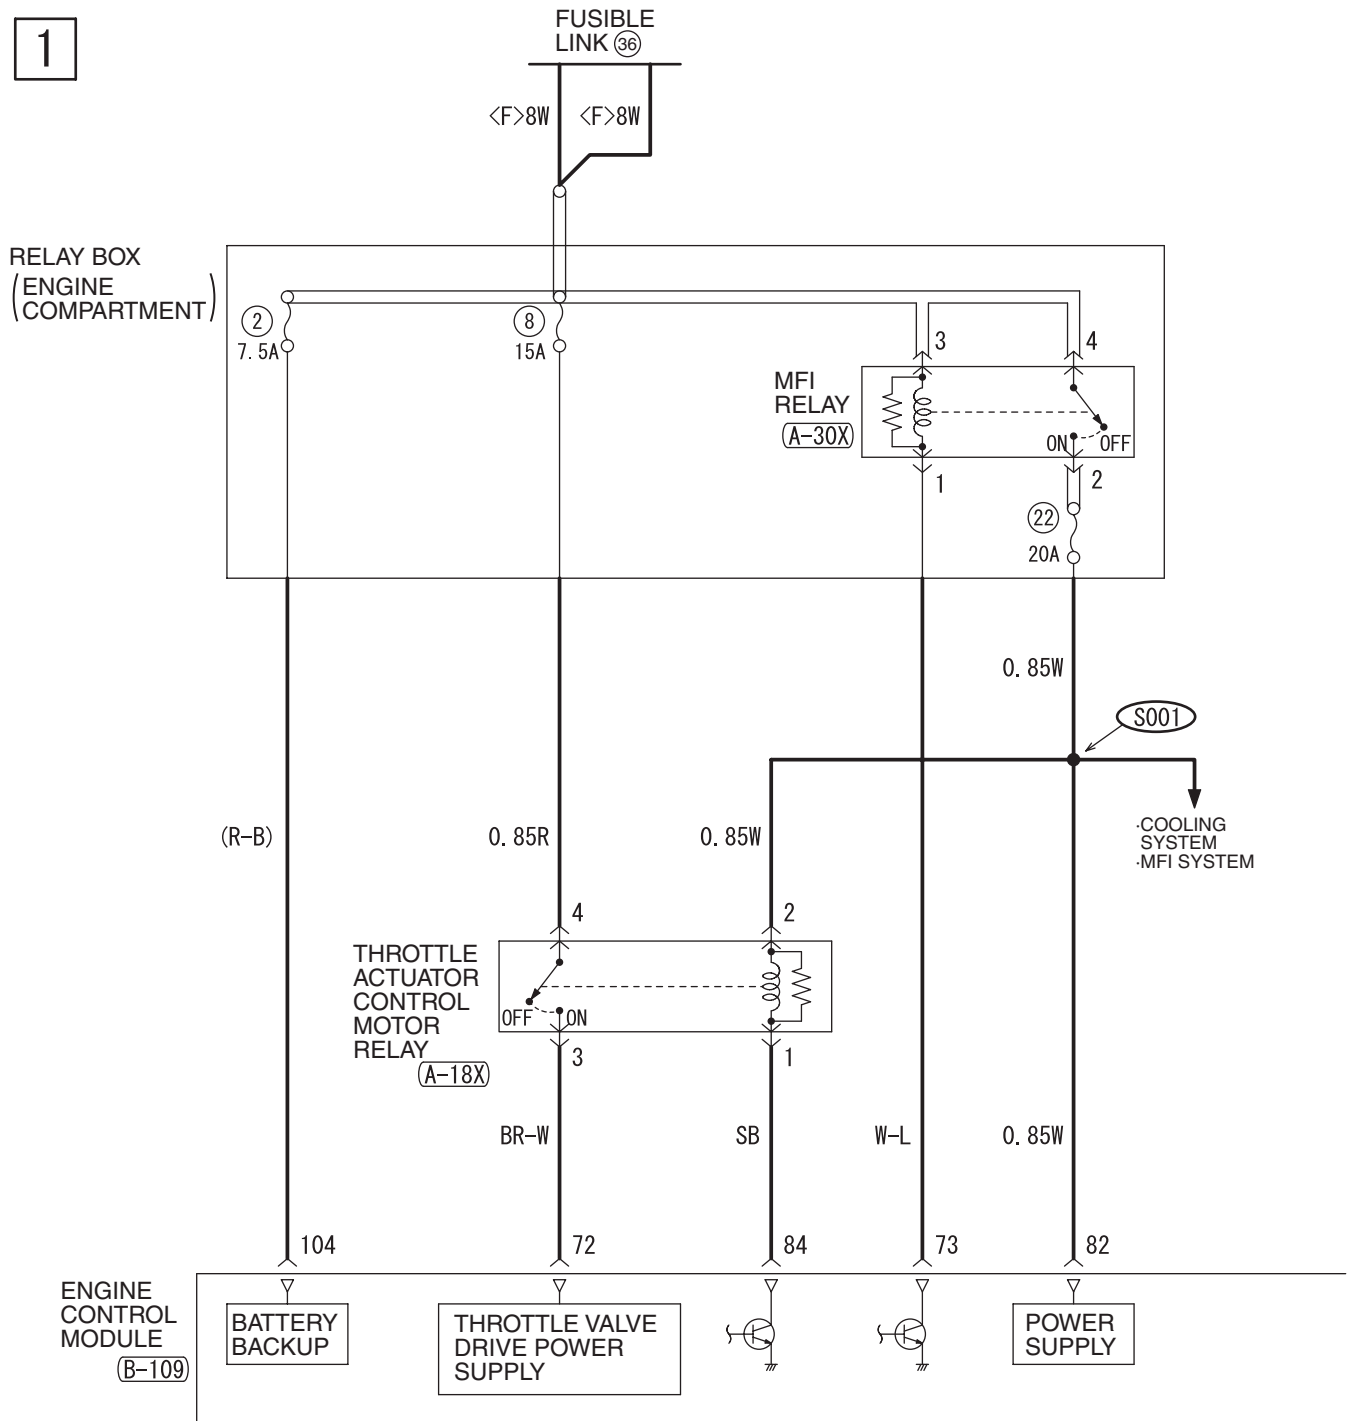 1
FUSIBLE
LINK 36
<F>8W <F>8W
RELAY BOX
(ENGINE
COMPARTMENT)
2
7.5A
8
15A
3
4
MFI
RELAY
A-30X
ON OFF
1
2
22
20A
0.85W
S001
·COOLING
SYSTEM
·MFI SYSTEM
(R-B)
0.85R
0.85W
4
2
THROTTLE
ACTUATOR
CONTROL
MOTOR
RELAY
A-18X
OFF ON
3
1
BR-W
SB
W-L
0.85W
104
72
84
73
82
ENGINE
CONTROL
MODULE
B-109
BATTERY
BACKUP
THROTTLE VALVE
DRIVE POWER
SUPPLY
POWER
SUPPLY